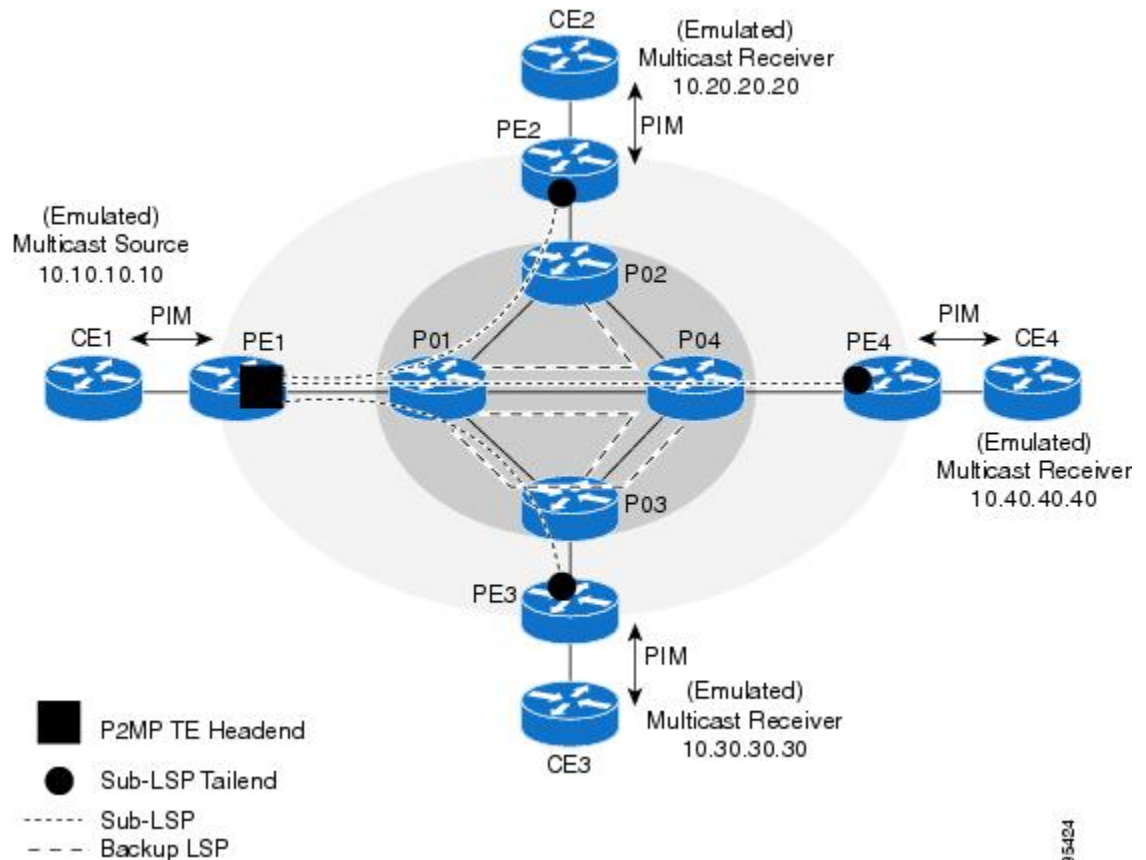 CE2
(Emulated)
Multicast Receiver
10.20.20.20
PE2
PIM
(Emulated)
Multicast Source
10.10.10.10
P02
PIM
CE1
PE1
P01
P04
PE4
PIM
CE4
(Emulated)
Multicast Receiver
10.40.40.40
P03
PE3
PIM
(Emulated)
Multicast Receiver
10.30.30.30
CE3
P2MP TE Headend
Sub-LSP Tailend
Sub-LSP
Backup LSP